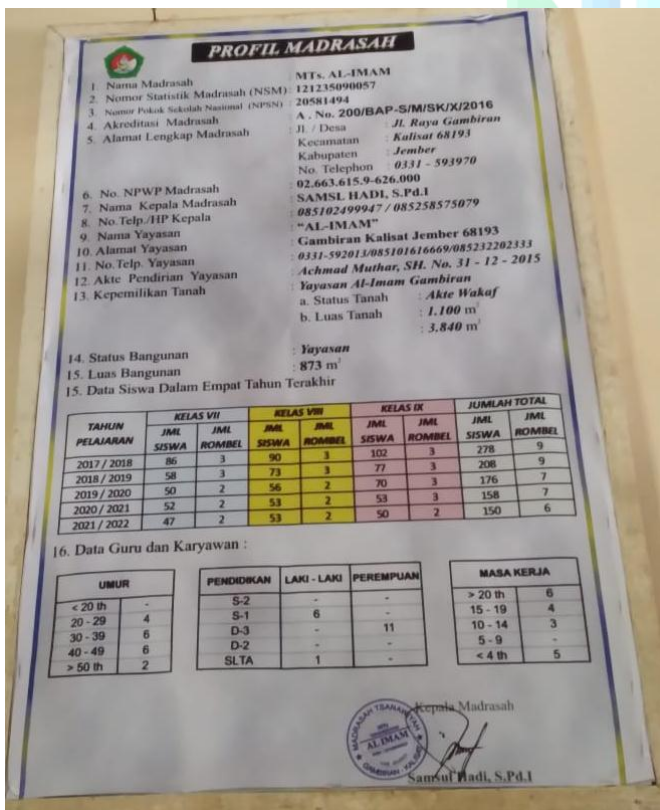 PROFIL MADRASAH
1. Nama Madrasah : MTs. AL-IMAM
2. Nomor Statistik Madrasah (NSM) : 121235090057
3. Nomor Pokok Sekolah Nasional (NPSN) : 20581494
4. Akreditasi Madrasah : A . No. 200/BAP-S/M/SK/X/2016
5. Alamat Lengkap Madrasah : Jl. / Desa : Jl. Raya Gambiran
Kecamatan : Kalisat 68193
Kabupaten : Jember
No. Telephon : 0331 - 593970
6. No. NPWP Madrasah : 02.663.615.9-626.000
7. Nama Kepala Madrasah : SAMSL HADI, S.Pd.I
8. No.Telp./HP Kepala : 085102499947 / 085258575079
9. Nama Yayasan : "AL-IMAM"
10. Alamat Yayasan : Gambiran Kalisat Jember 68193
11. No.Telp. Yayasan : 0331-592013/085101616669/085232202333
12. Akte Pendirian Yayasan : Achmad Muthar, SH. No. 31 - 12 - 2015
13. Kepemilikan Tanah : Yayasan Al-Imam Gambiran
a. Status Tanah : Akte Wakaf
b. Luas Tanah : 1.100 m²
: 3.840 m²
14. Status Bangunan : Yayasan
15. Luas Bangunan : 873 m²
15. Data Siswa Dalam Empat Tahun Terakhir
TAHUN PELAJARAN KELAS VII KELAS VIII KELAS IX JUMLAH TOTAL
JML SISWA JML ROMBEL JML SISWA JML ROMBEL JML SISWA JML ROMBEL JML SISWA JML ROMBEL
2017 / 2018 86 3 90 3 102 3 278 9
2018 / 2019 58 3 73 3 77 3 208 9
2019 / 2020 50 2 56 2 70 3 176 7
2020 / 2021 52 2 53 2 53 3 158 7
2021 / 2022 47 2 53 2 50 2 150 6
16. Data Guru dan Karyawan :
UMUR
< 20 th -
20 - 29 4
30 - 39 6
40 - 49 6
> 50 th 2
PENDIDIKAN LAKI - LAKI PEREMPUAN
S-2 - -
S-1 6 11
D-3 - -
D-2 - -
SLTA 1 -
MASA KERJA
> 20 th 6
15 - 19 4
10 - 14 3
5 - 9 -
< 4 th 5
Kepala Madrasah
MADRASAH TSANAWIYAH
AL IMAM
GAMBIRAN - KALISAT
Samsul Hadi, S.Pd.I